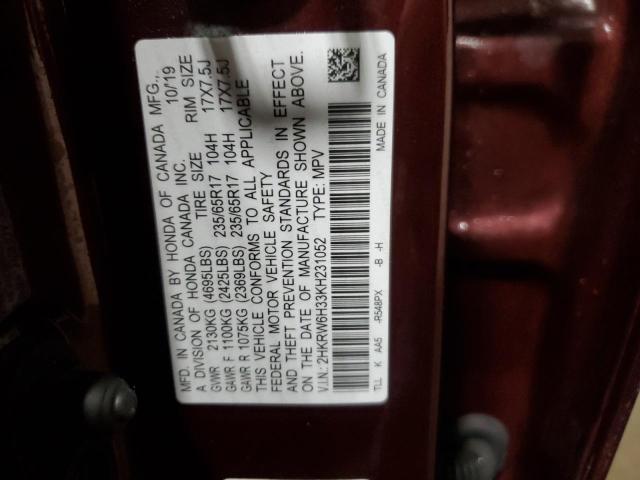 MFD. IN CANADA BY HONDA OF CANADA MFG., 10/19
A DIVISION OF HONDA CANADA INC.
TIRE SIZE RIM SIZE
GVWR 2130KG (4695LBS)
GAWR F 1100KG (2425LBS) 235/65R17 104H 17X7.5J
GAWR R 1075KG (2369LBS) 235/65R17 104H 17X7.5J
THIS VEHICLE CONFORMS TO ALL APPLICABLE
FEDERAL MOTOR VEHICLE SAFETY
AND THEFT PREVENTION STANDARDS IN EFFECT
ON THE DATE OF MANUFACTURE SHOWN ABOVE.
V.I.N.: 2HKRW6H33KH231052 TYPE: MPV
TLL K AA5 -R548PX -B -H MADE IN CANADA